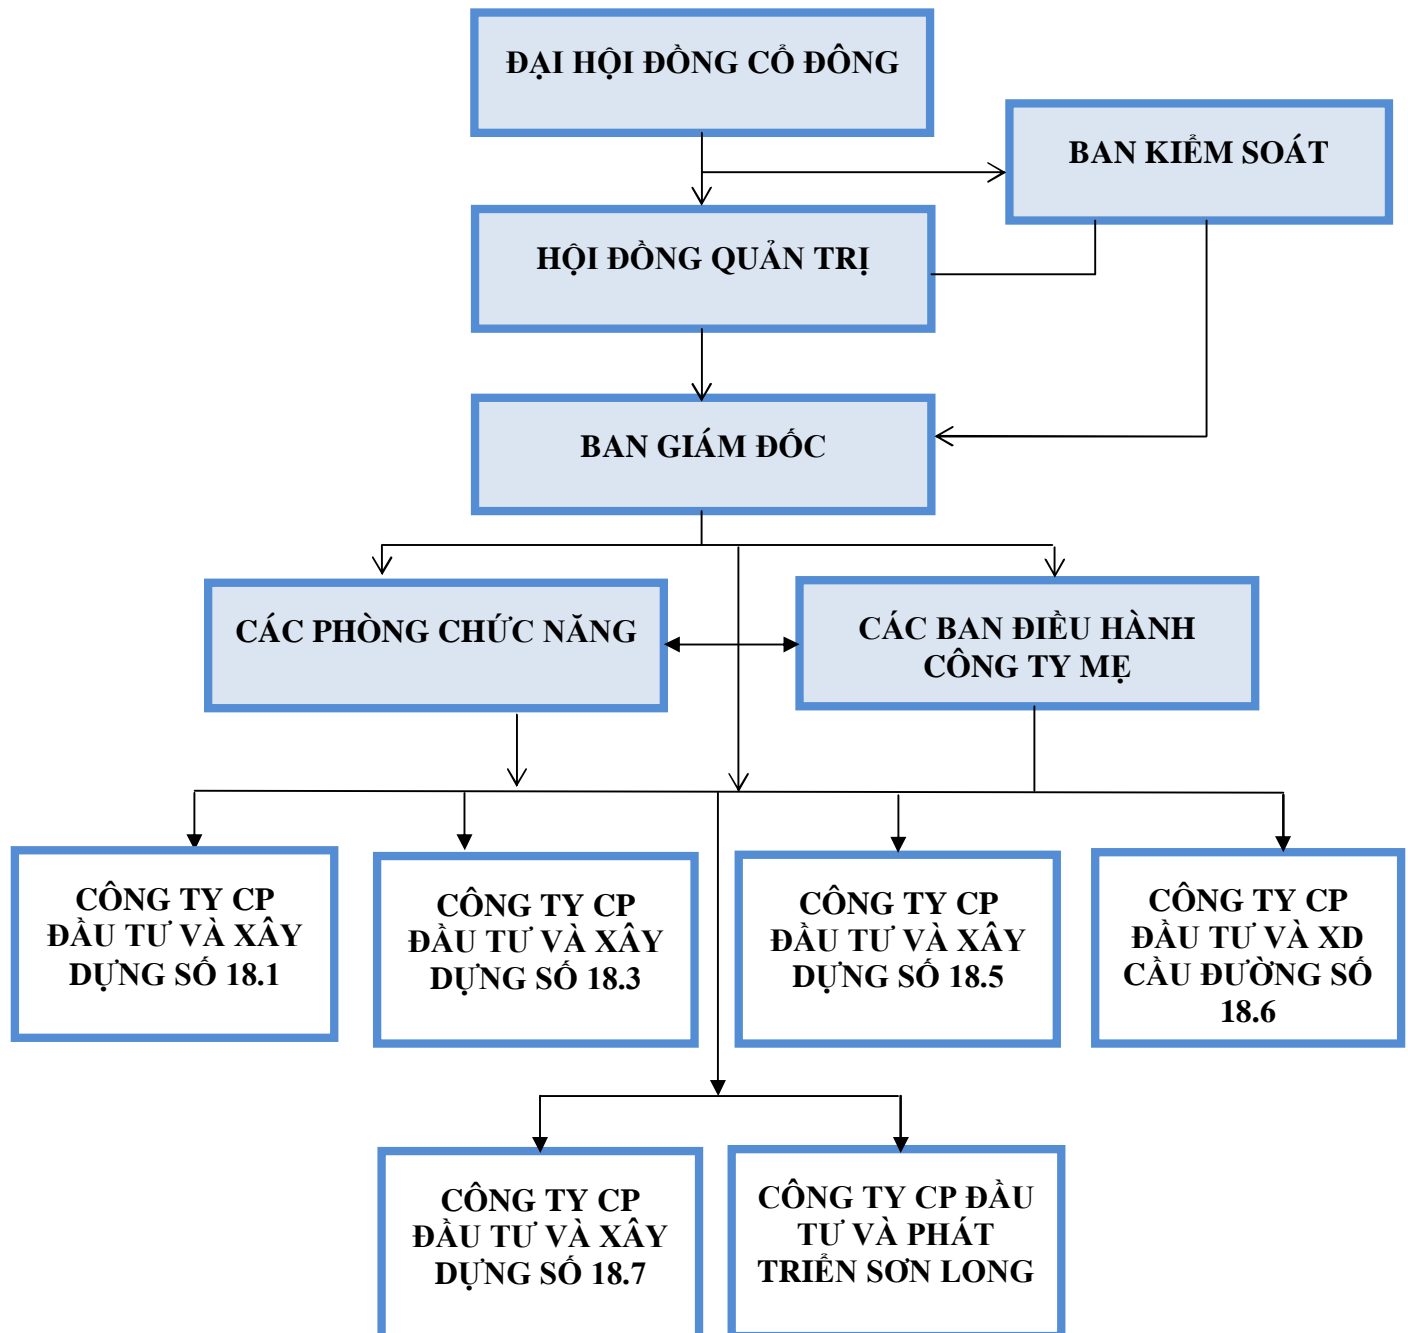 ĐẠI HỘI ĐỒNG CỔ ĐÔNG
BAN KIỂM SOÁT
HỘI ĐỒNG QUẢN TRỊ
BAN GIÁM ĐỐC
CÁC PHÒNG CHỨC NĂNG
CÁC BAN ĐIỀU HÀNH
CÔNG TY MẸ
CÔNG TY CP
ĐẦU TƯ VÀ XÂY
DỰNG SỐ 18.1
CÔNG TY CP
ĐẦU TƯ VÀ XÂY
DỰNG SỐ 18.3
CÔNG TY CP
ĐẦU TƯ VÀ XÂY
DỰNG SỐ 18.5
CÔNG TY CP
ĐẦU TƯ VÀ XD
CẦU ĐƯỜNG SỐ
18.6
CÔNG TY CP
ĐẦU TƯ VÀ XÂY
DỰNG SỐ 18.7
CÔNG TY CP ĐẦU
TƯ VÀ PHÁT
TRIỂN SƠN LONG